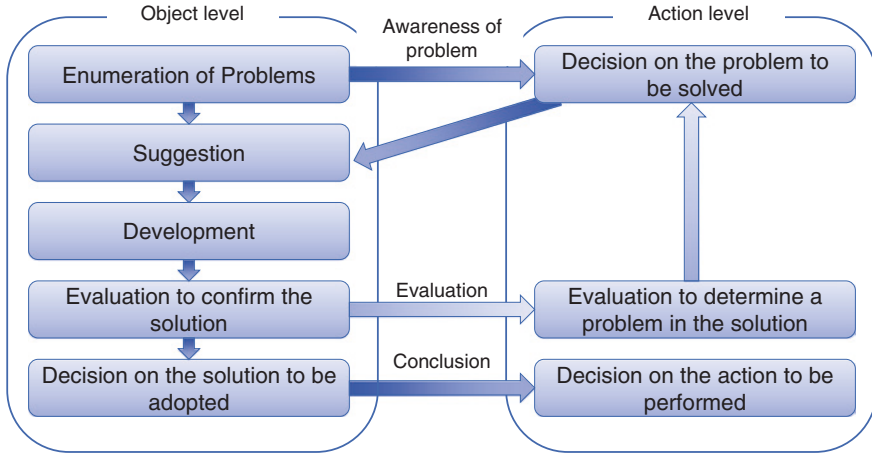 Object level
Awareness of
problem
Action level
Enumeration of Problems
Decision on the problem to
be solved
Suggestion
Development
Evaluation to confirm the
solution
Evaluation
Evaluation to determine a
problem in the solution
Decision on the solution to be
adopted
Conclusion
Decision on the action to be
performed